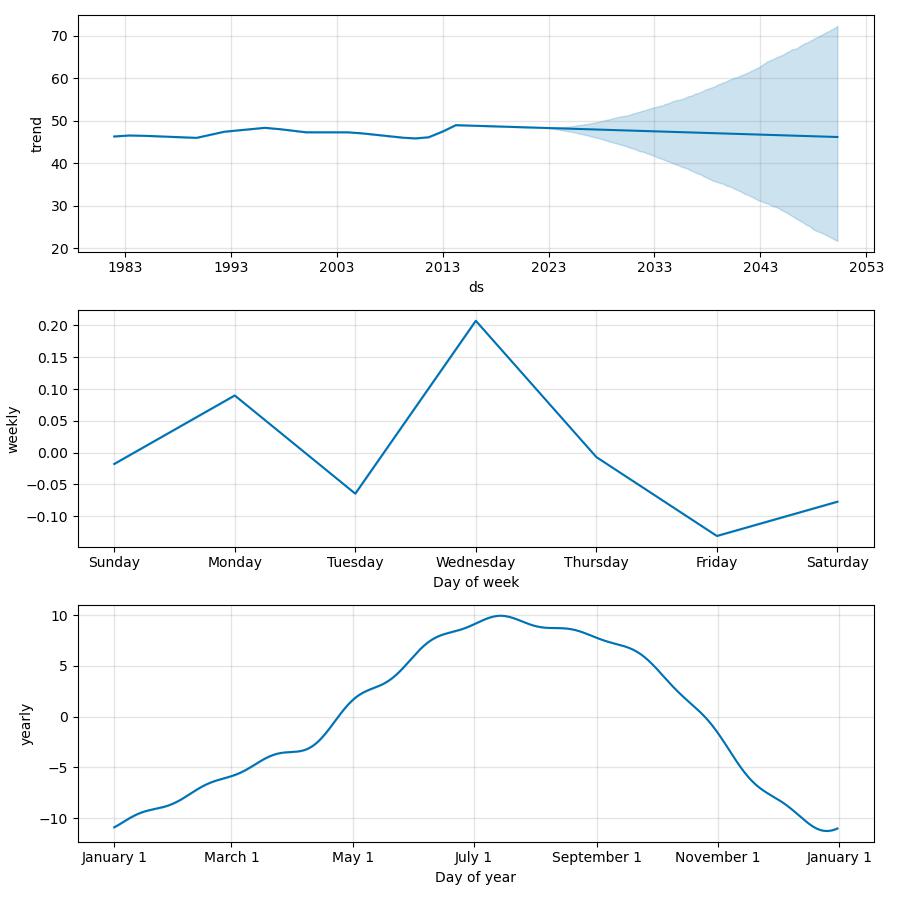 70
60
50
40
30
20
trend
1983 1993 2003 2013 2023 2033 2043 2053
ds
0.20
0.15
0.10
0.05
0.00
−0.05
−0.10
weekly
Sunday Monday Tuesday Wednesday Thursday Friday Saturday
Day of week
10
5
0
−5
−10
yearly
January 1 March 1 May 1 July 1 September 1 November 1 January 1
Day of year